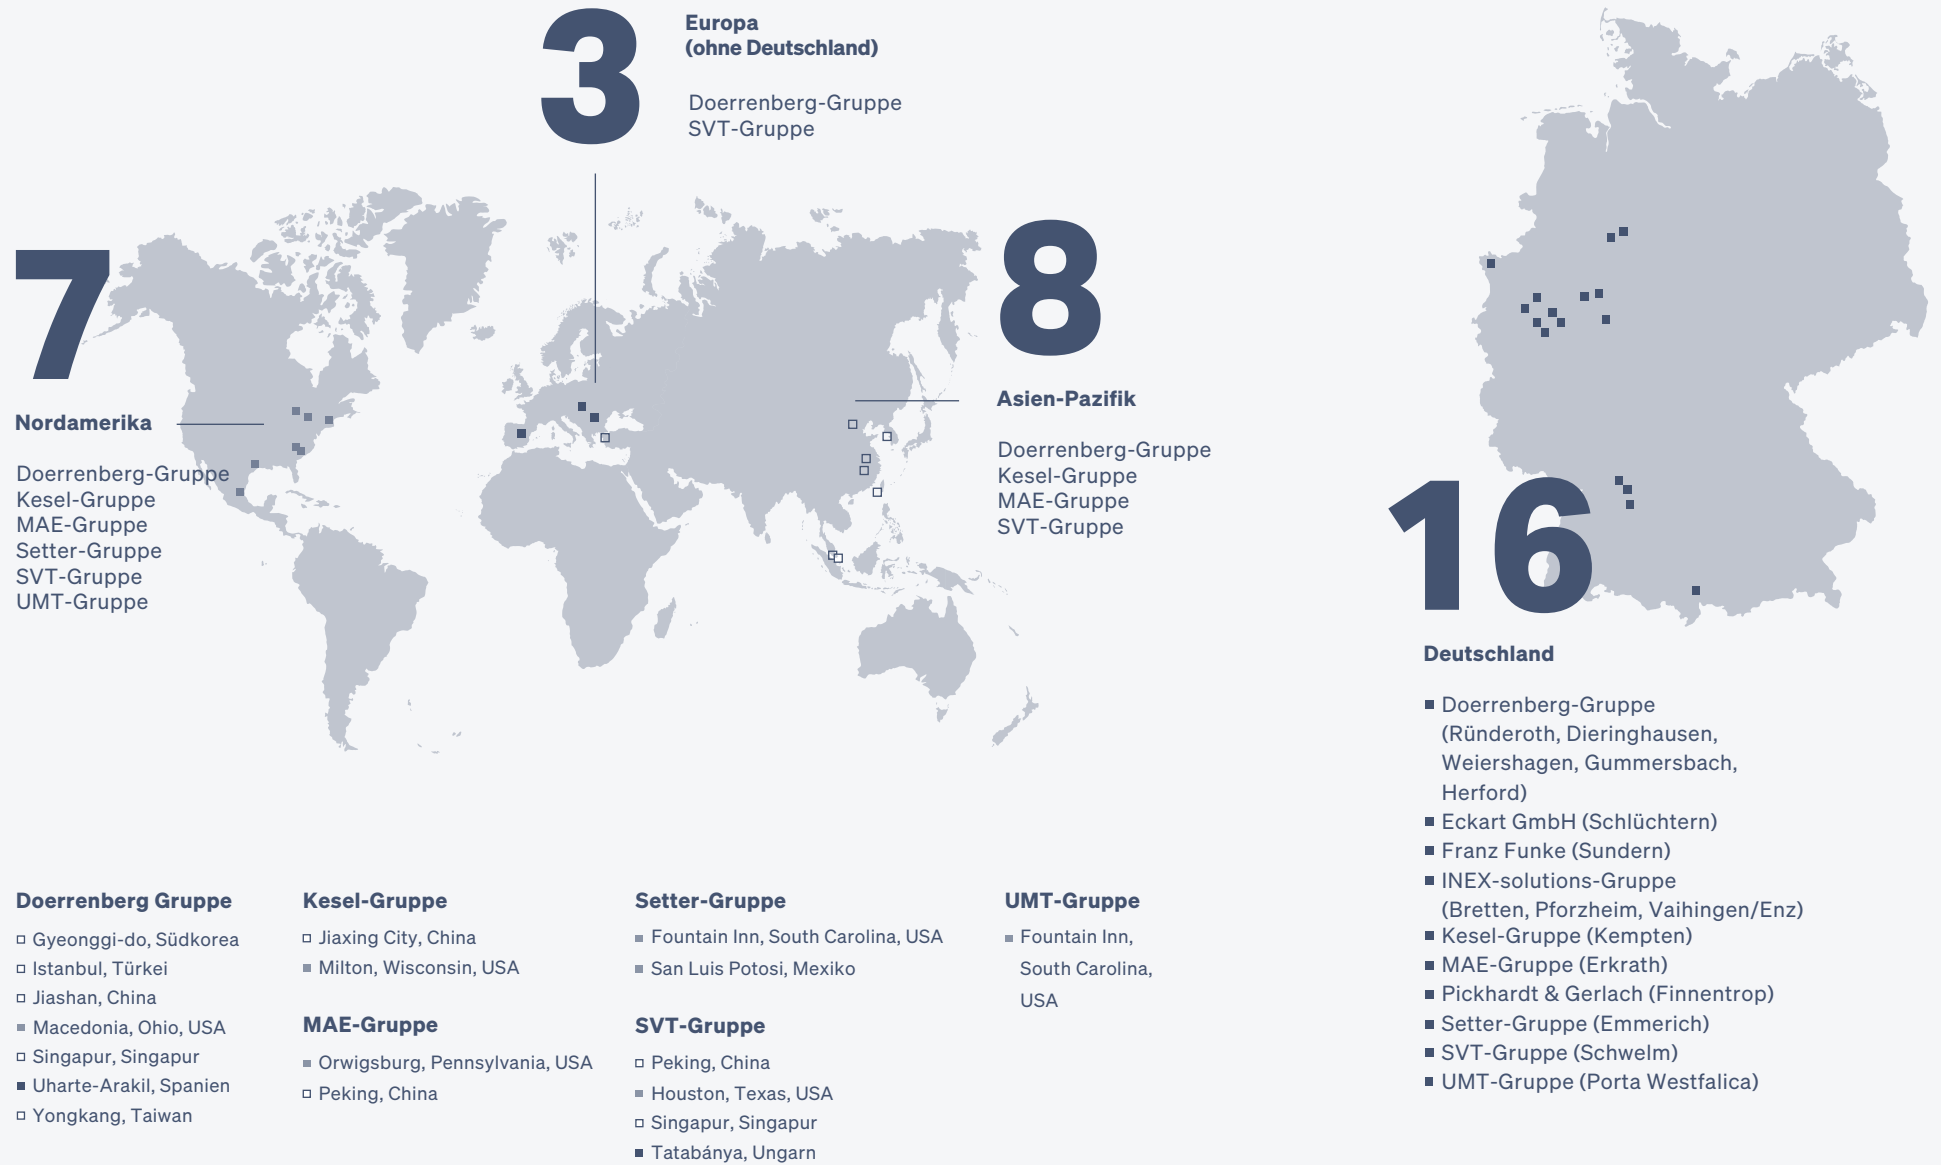 3
Europa
(ohne Deutschland)
Doerrenberg-Gruppe
SVT-Gruppe
7
Nordamerika
Doerrenberg-Gruppe
Kesel-Gruppe
MAE-Gruppe
Setter-Gruppe
SVT-Gruppe
UMT-Gruppe
8
Asien-Pazifik
Doerrenberg-Gruppe
Kesel-Gruppe
MAE-Gruppe
SVT-Gruppe
16
Deutschland
Doerrenberg-Gruppe
(Ründeroth, Dieringhausen,
Weiershagen, Gummersbach,
Herford)
Eckart GmbH (Schlüchtern)
Franz Funke (Sundern)
INEX-solutions-Gruppe
(Bretten, Pforzheim, Vaihingen/Enz)
Kesel-Gruppe (Kempten)
MAE-Gruppe (Erkrath)
Pickhardt & Gerlach (Finnentrop)
Setter-Gruppe (Emmerich)
SVT-Gruppe (Schwelm)
UMT-Gruppe (Porta Westfalica)
Doerrenberg Gruppe
Gyeonggi-do, Südkorea
Istanbul, Türkei
Jiashan, China
Macedonia, Ohio, USA
Singapur, Singapur
Uharte-Arakil, Spanien
Yongkang, Taiwan
Kesel-Gruppe
Jiaxing City, China
Milton, Wisconsin, USA
MAE-Gruppe
Orwigsburg, Pennsylvania, USA
Peking, China
Setter-Gruppe
Fountain Inn, South Carolina, USA
San Luis Potosi, Mexiko
SVT-Gruppe
Peking, China
Houston, Texas, USA
Singapur, Singapur
Tatabánya, Ungarn
UMT-Gruppe
Fountain Inn,
South Carolina,
USA